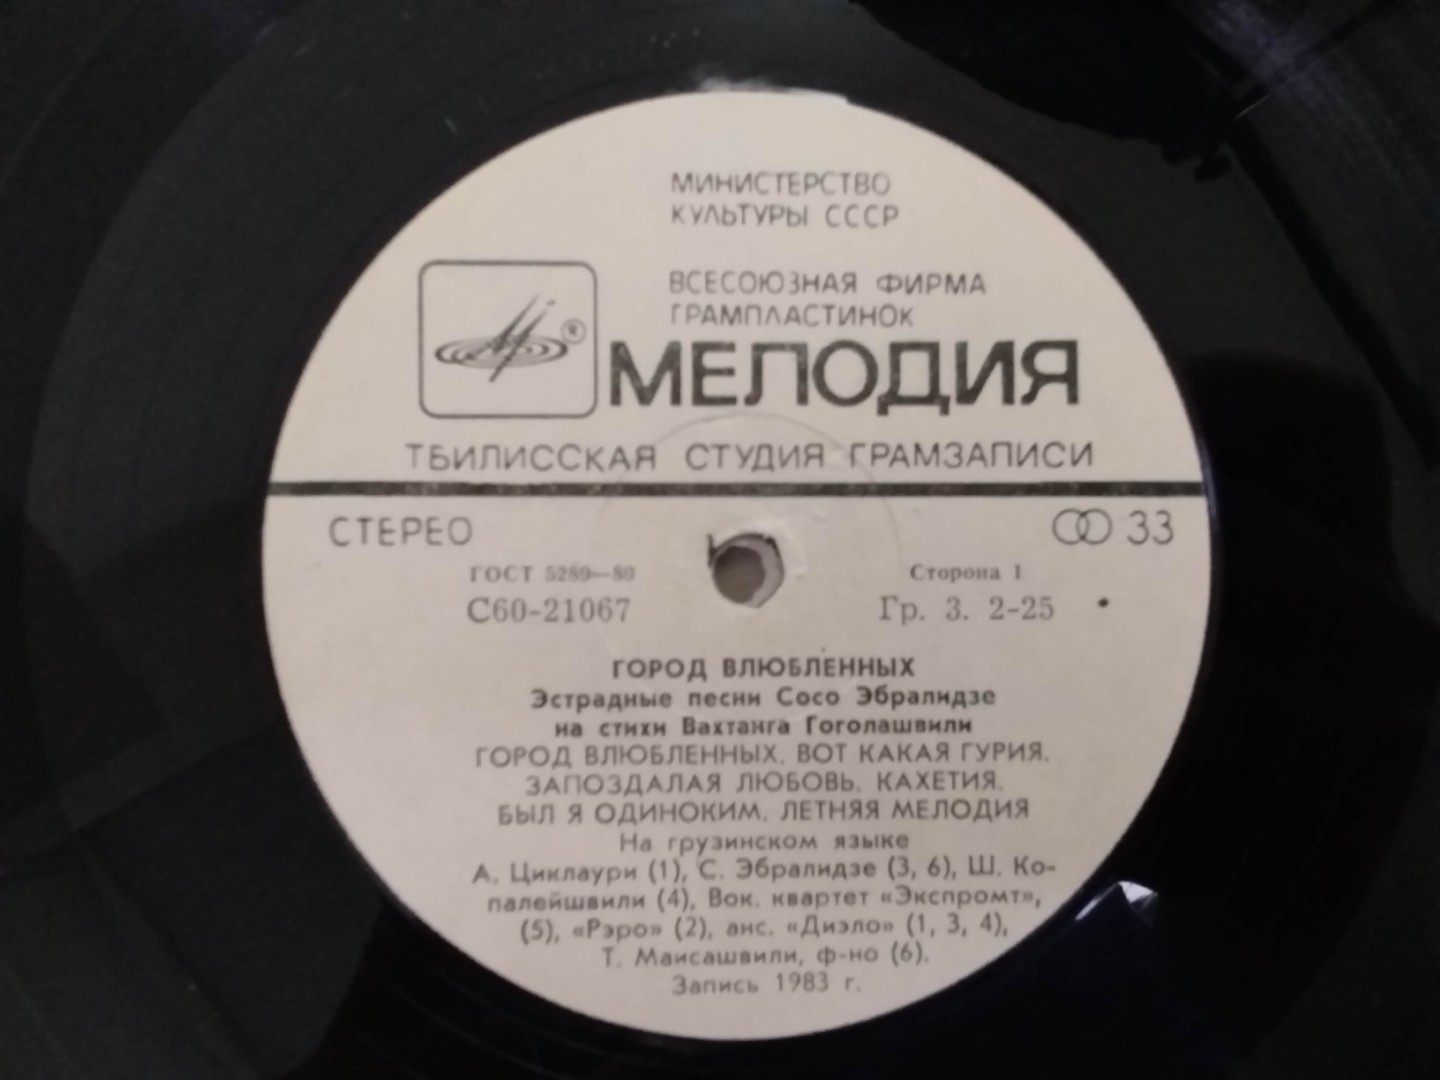 МИНИСТЕРСТВО
КУЛЬТУРЫ СССР
ВСЕСОЮЗНАЯ ФИРМА
ГРАМПЛАСТИНОК
® МЕЛОДИЯ
ТБИЛИССКАЯ СТУДИЯ ГРАМЗАПИСИ
СТЕРЕО 33
ГОСТ 5289—80 Сторона 1
С60-21067 Гр. 3. 2-25
ГОРОД ВЛЮБЛЕННЫХ
Эстрадные песни Сосо Эбралидзе
на стихи Вахтанга Гоголашвили
ГОРОД ВЛЮБЛЕННЫХ. ВОТ КАКАЯ ГУРИЯ.
ЗАПОЗДАЛАЯ ЛЮБОВЬ. КАХЕТИЯ.
БЫЛ Я ОДИНОКИМ. ЛЕТНЯЯ МЕЛОДИЯ
На грузинском языке
А. Циклаури (1), С. Эбралидзе (3, 6), Ш. Ко-
палейшвили (4), Вок. квартет «Экспромт»,
(5), «Рэро» (2), анс. «Диэло» (1, 3, 4),
Т. Маисашвили, ф-но (6).
Запись 1983 г.